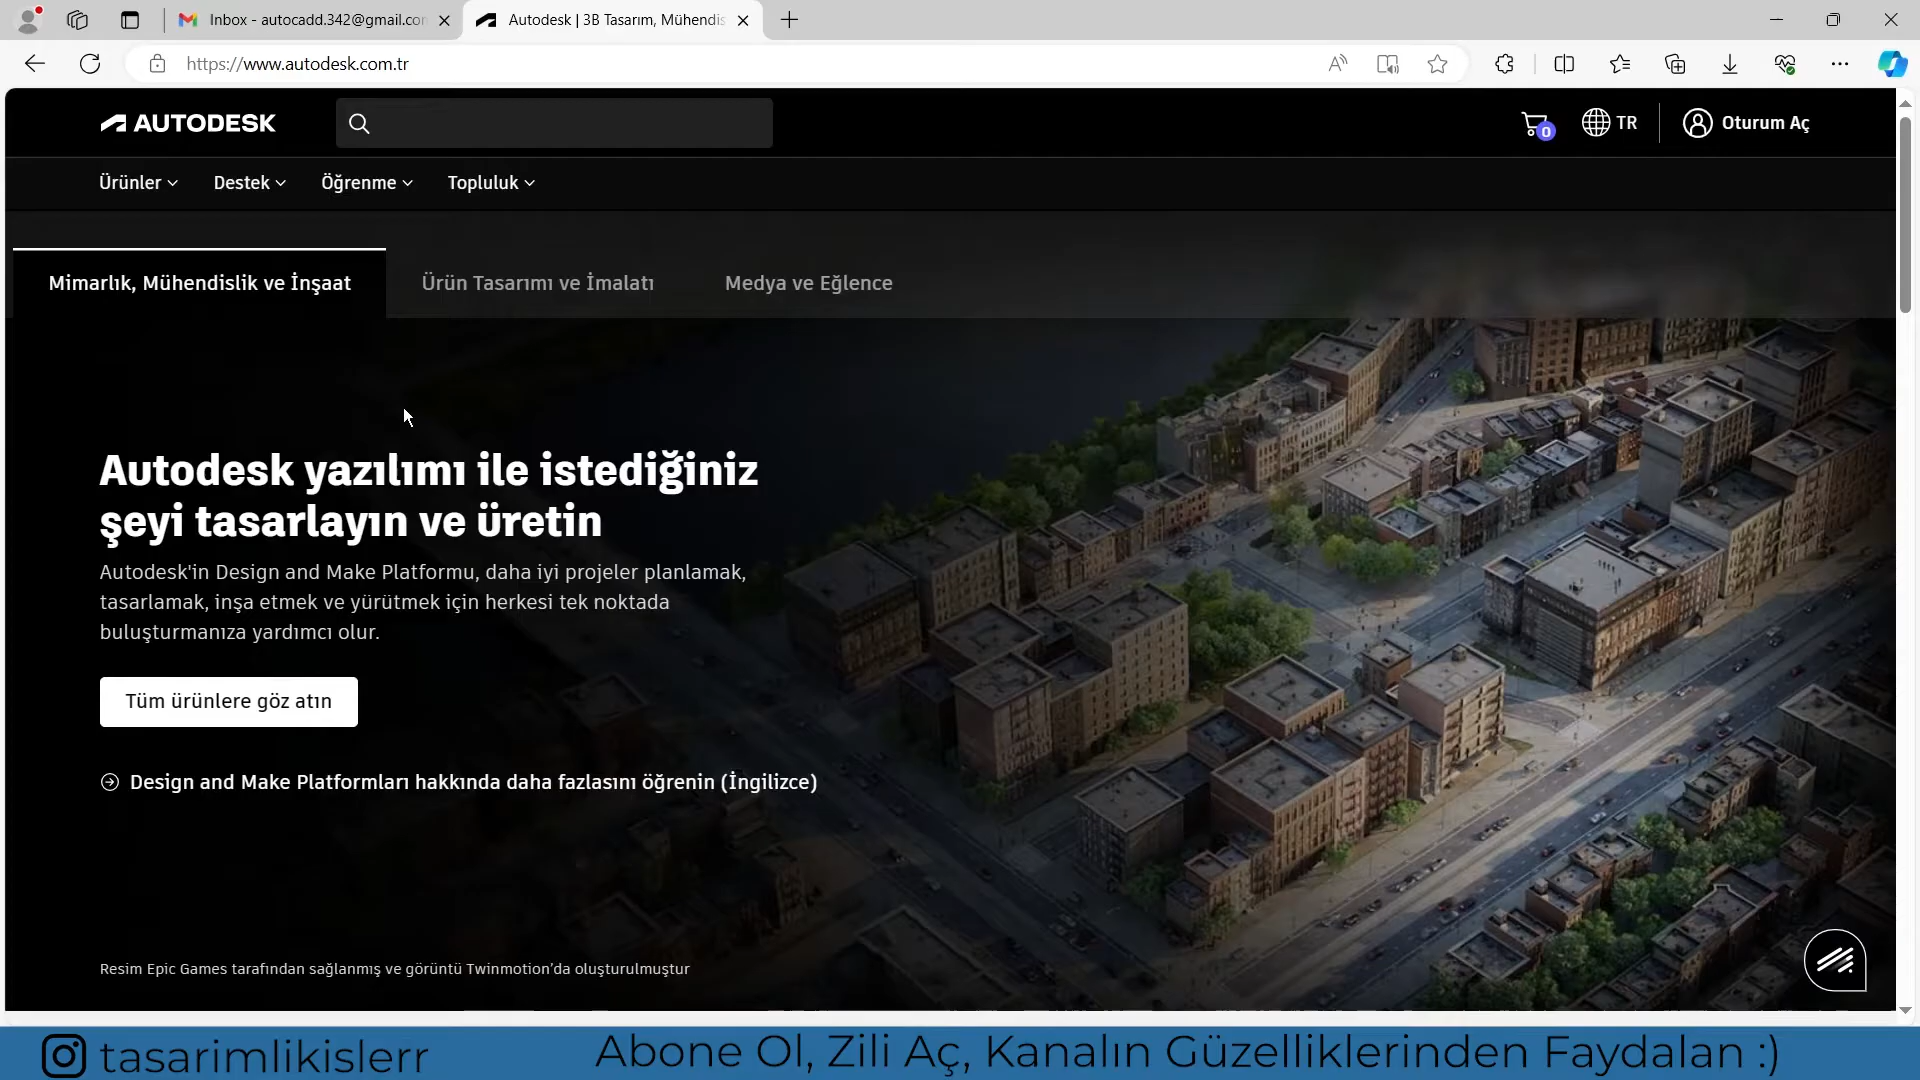 Inbox - autocadd.342@gmail.con
Autodesk | 3B Tasarım, Mühendis
https://www.autodesk.com.tr
AUTODESK
0
TR
Oturum Aç
Ürünler
Destek
Öğrenme
Topluluk
Mimarlık, Mühendislik ve İnşaat
Ürün Tasarımı ve İmalatı
Medya ve Eğlence
Autodesk yazılımı ile istediğiniz
şeyi tasarlayın ve üretin
Autodesk'in Design and Make Platformu, daha iyi projeler planlamak,
tasarlamak, inşa etmek ve yürütmek için herkesi tek noktada
buluşturmanıza yardımcı olur.
Tüm ürünlere göz atın
Design and Make Platformları hakkında daha fazlasını öğrenin (İngilizce)
Resim Epic Games tarafından sağlanmış ve görüntü Twinmotion’da oluşturulmuştur
tasarimlikislerr
Abone Ol, Zili Aç, Kanalın Güzelliklerinden Faydalan :)